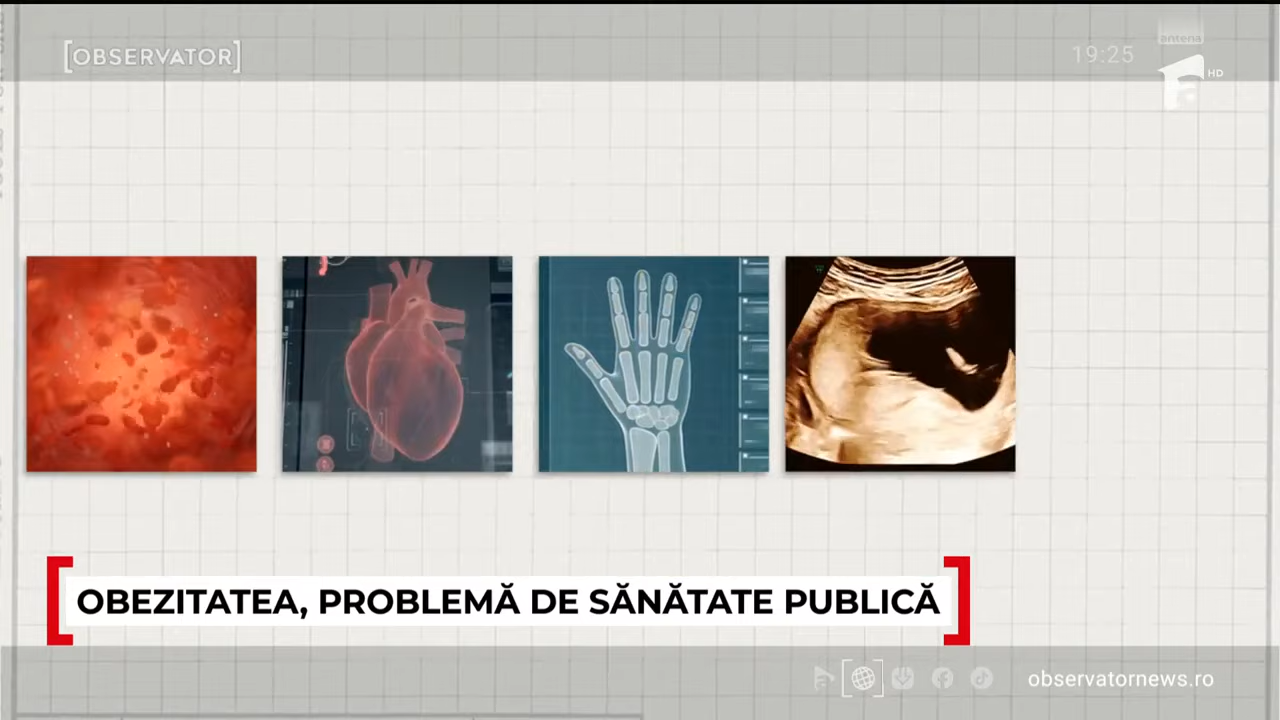 [OBSERVATOR]
19:25
antena
HD
OBEZITATEA, PROBLEMĂ DE SĂNĂTATE PUBLICĂ
observatornews.ro